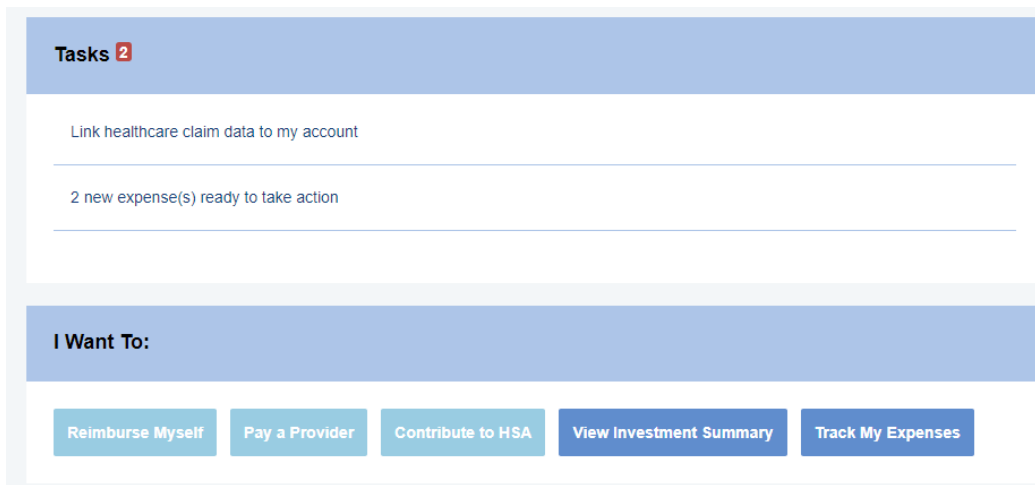 Tasks 2
Link healthcare claim data to my account
2 new expense(s) ready to take action
I Want To:
Reimburse Myself Pay a Provider Contribute to HSA View Investment Summary Track My Expenses